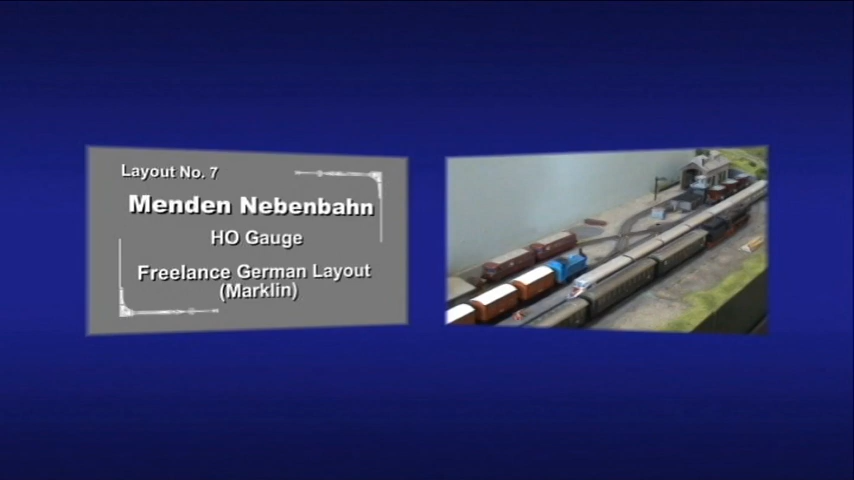 Layout No. 7
Menden Nebenbahn
HO Gauge
Freelance German Layout
(Marklin)